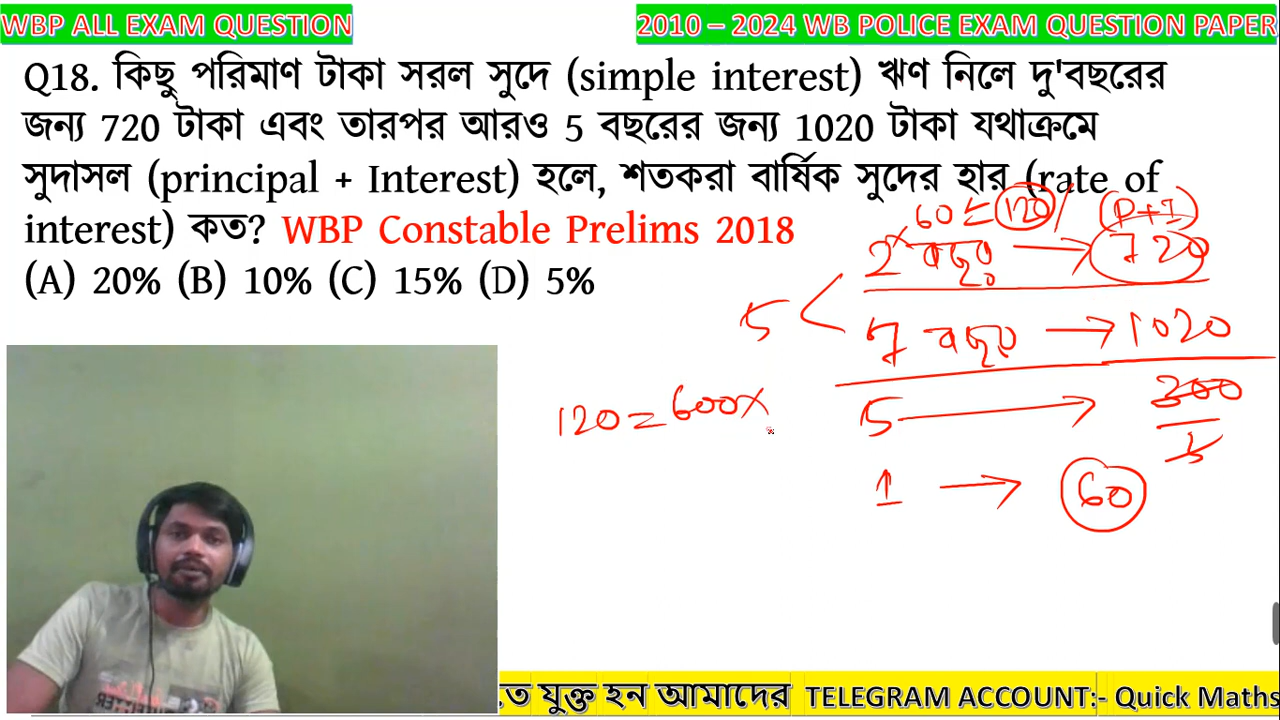 WBP ALL EXAM QUESTION
2010 – 2024 WB POLICE EXAM QUESTION PAPER
Q18. কিছু পরিমাণ টাকা সরল সুদে (simple interest) ঋণ নিলে দু'বছরের
জন্য 720 টাকা এবং তারপর আরও 5 বছরের জন্য 1020 টাকা যথাক্রমে
সুদাসল (principal + Interest) হলে, শতকরা বার্ষিক সুদের হার (rate of
interest) কত? WBP Constable Prelims 2018
(A) 20% (B) 10% (C) 15% (D) 5%
60 = 120/ (P+I)
2 বছর → 720
5
7 বছর → 1020
120 = 600×
5 → 300/5
1 → 60
তে যুক্ত হন আমাদের TELEGRAM ACCOUNT:- Quick Maths